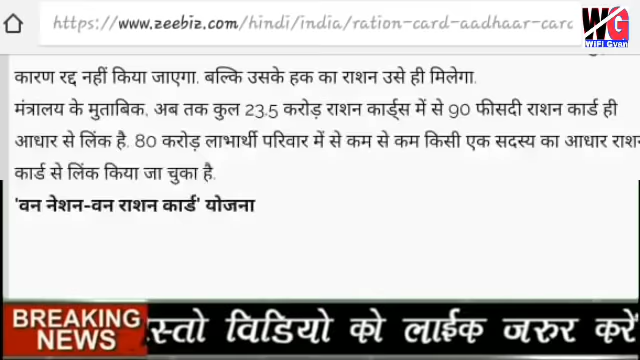 https://www.zeebiz.com/hindi/india/ration-card-aadhaar-card
WG
WiFi Gyan
कारण रद्द नहीं किया जाएगा. बल्कि उसके हक का राशन उसे ही मिलेगा.
मंत्रालय के मुताबिक, अब तक कुल 23.5 करोड़ राशन कार्ड्स में से 90 फीसदी राशन कार्ड ही
आधार से लिंक है. 80 करोड़ लाभार्थी परिवार में से कम से कम किसी एक सदस्य का आधार राशन
कार्ड से लिंक किया जा चुका है.
'वन नेशन-वन राशन कार्ड' योजना
BREAKING NEWS
स्तो विडियो को लाईक जरुर करें